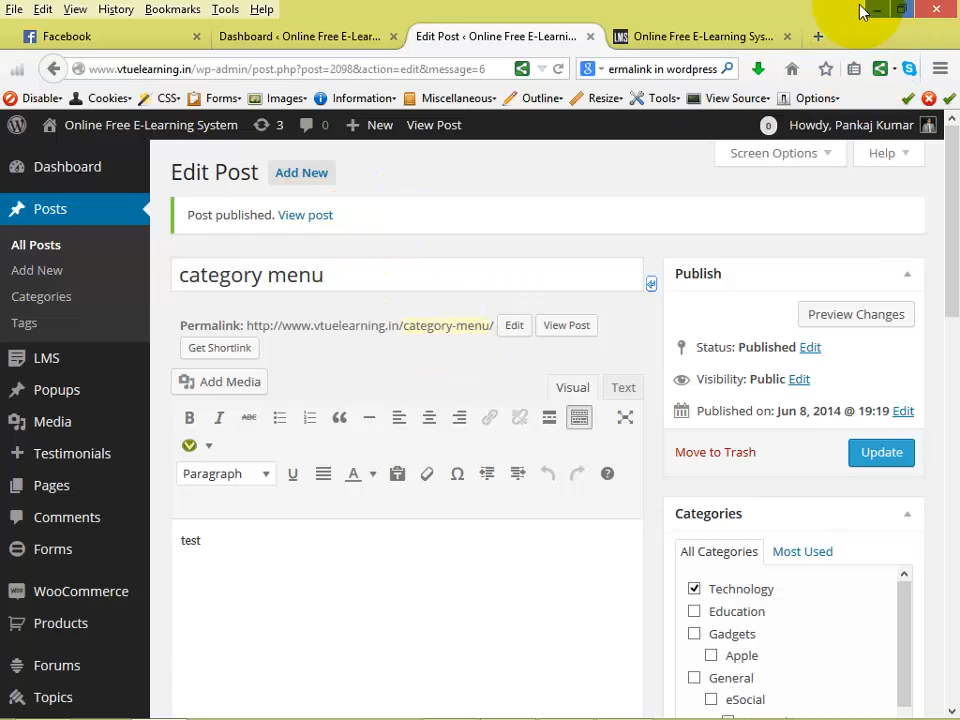 File Edit View History Bookmarks Tools Help
Facebook
Dashboard ‹ Online Free E-Lear...
Edit Post ‹ Online Free E-Learni...
LMS Online Free E-Learning Sys...
www.vtuelearning.in/wp-admin/post.php?post=2098&action=edit&message=6
ermalink in wordpress
Disable Cookies CSS Forms Images Information Miscellaneous Outline Resize Tools View Source Options
Online Free E-Learning System 3 0 New View Post 0 Howdy, Pankaj Kumar
Screen Options Help
Dashboard
Posts
All Posts
Add New
Categories
Tags
LMS
Popups
Media
Testimonials
Pages
Comments
Forms
WooCommerce
Products
Forums
Topics
Edit Post Add New
Post published. View post
category menu
Permalink: http://www.vtuelearning.in/category-menu/ Edit View Post
Get Shortlink
Add Media
Visual Text
B I ABC
Paragraph U A Ω
test
Publish
Preview Changes
Status: Published Edit
Visibility: Public Edit
Published on: Jun 8, 2014 @ 19:19 Edit
Move to Trash Update
Categories
All Categories Most Used
Technology
Education
Gadgets
Apple
General
eSocial